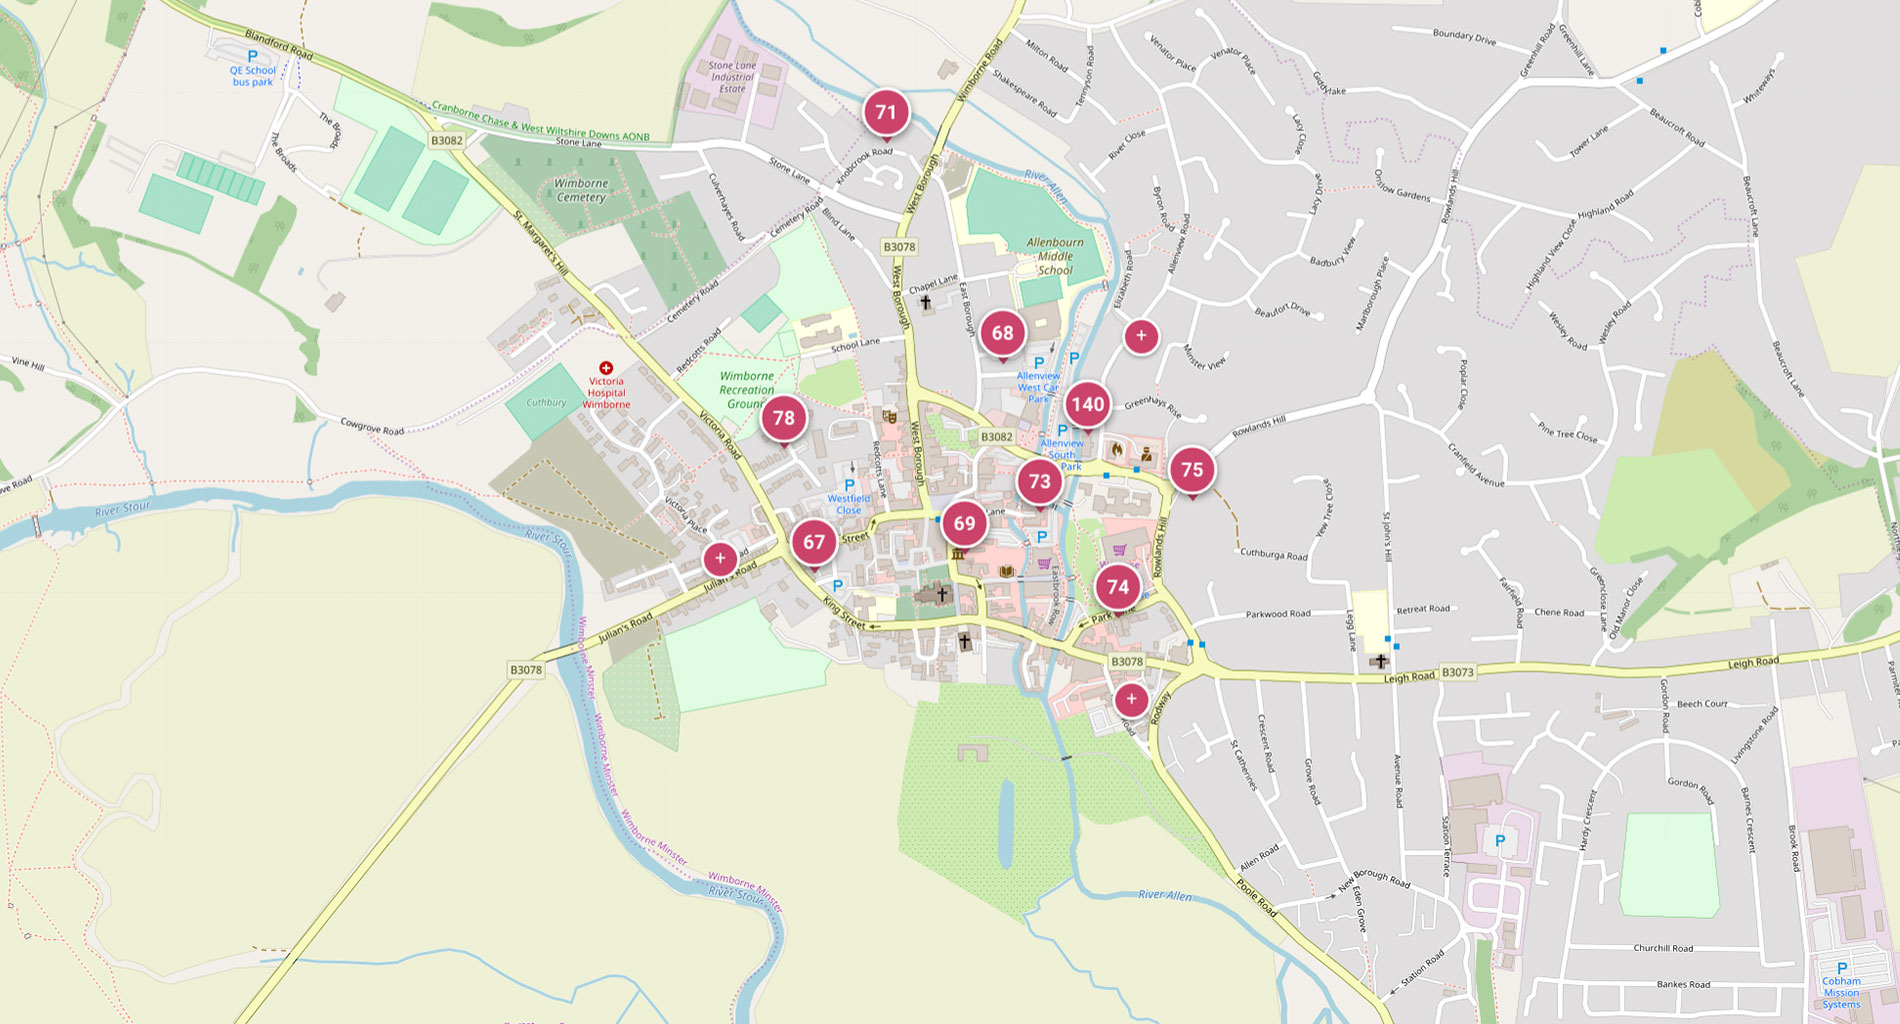 Blandford Road
P
QE School
bus park
The Broads
The Broads
Cranborne Chase & West Wiltshire Downs AONB
B3082
Stone Lane
Stone Lane
Industrial
Estate
71
Knobcrook Road
Stone Lane
Wimborne Road
Milton Road
Shakespeare Road
Tennyson Road
Venator Place
Venator Place
Boundary Drive
Greenhill Road
Greenhill Lane
Giddylake
Whiteways
Wimborne
Cemetery
Culverhayes Road
Cemetery Road
Blind Lane
West Borough
River Allen
River Close
Lacy Close
Lacy Drive
Onslow Gardens
Rowlands Hill
Tower Lane
Beaucroft Road
Highland Road
Beaucroft Lane
St. Margaret's Hill
B3078
Allenbourn
Middle
School
Byron Road
Allenview Road
Elizabeth Road
Badbury View
Highland View Close
Marlborough Place
Cemetery Road
West Borough
Chapel Lane
East Borough
Beaufort Drive
Wesley Road
Wesley Road
Vine Hill
Redcotts Road
School Lane
68
+
Minster View
P
P
Allenview
West Car
Park
Victoria
Hospital
Wimborne
Wimborne
Recreation
Ground
Cuthbury
78
140
Greenhays Rise
Poplar Close
Beaucroft Lane
Cowgrove Road
Victoria Road
B3082
P
Allenview
South
Park
Rowlands Hill
Pine Tree Close
Cranfield Avenue
Redcotts Lane
West Borough
73
75
P
Westfield
Close
River Stour
River Stour
Victoria Place
67
Street
69
Lane
P
Yew Tree Close
St John's Hill
+
Julian's Road
P
Rowlands Hill
Cuthburga Road
74
Eastbrook Row
Greenclose Lane
Old Manor Close
Fairfield Road
King Street
Parkwood Road
Legg Lane
Retreat Road
Chene Road
Julian's Road
B3078
B3078
Leigh Road
B3073
Leigh Road
Wimborne Minster
Wimborne Minster
+
Road
Rodway
St Catherines
Crescent Road
Grove Road
Avenue Road
Gordon Road
Beech Court
Livingstone Road
Gordon Road
Station Terrace
P
Hardy Crescent
Barnes Crescent
Brook Road
Wimborne Minster
Wimborne Minster
River Stour
River Allen
Allen Road
New Borough Road
Eden Grove
Poole Road
Station Road
Churchill Road
Bankes Road
P
Cobham
Mission
Systems